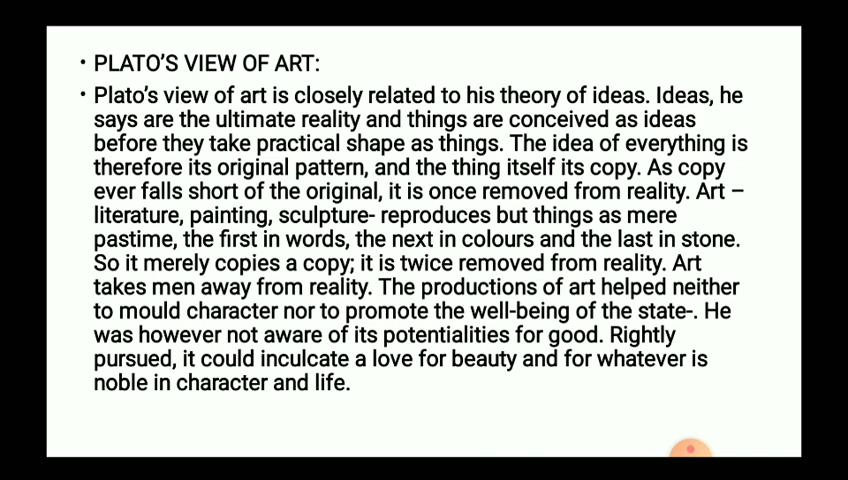 • PLATO'S VIEW OF ART:
• Plato's view of art is closely related to his theory of ideas. Ideas, he
says are the ultimate reality and things are conceived as ideas
before they take practical shape as things. The idea of everything is
therefore its original pattern, and the thing itself its copy. As copy
ever falls short of the original, it is once removed from reality. Art –
literature, painting, sculpture- reproduces but things as mere
pastime, the first in words, the next in colours and the last in stone.
So it merely copies a copy; it is twice removed from reality. Art
takes men away from reality. The productions of art helped neither
to mould character nor to promote the well-being of the state-. He
was however not aware of its potentialities for good. Rightly
pursued, it could inculcate a love for beauty and for whatever is
noble in character and life.